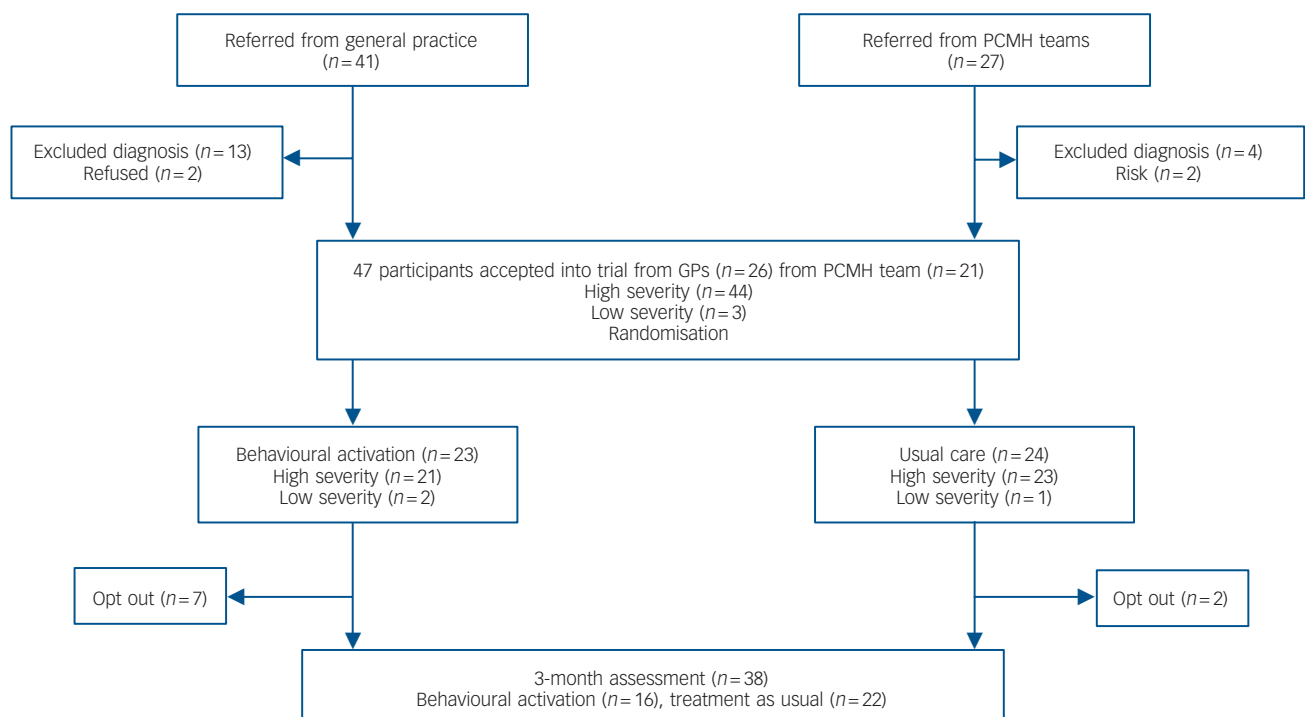 Referred from general practice
(n=41)
Referred from PCMH teams
(n=27)
Excluded diagnosis (n=13)
Refused (n=2)
Excluded diagnosis (n=4)
Risk (n=2)
47 participants accepted into trial from GPs (n=26) from PCMH team (n=21)
High severity (n=44)
Low severity (n=3)
Randomisation
Behavioural activation (n=23)
High severity (n=21)
Low severity (n=2)
Usual care (n=24)
High severity (n=23)
Low severity (n=1)
Opt out (n=7)
Opt out (n=2)
3-month assessment (n=38)
Behavioural activation (n=16), treatment as usual (n=22)